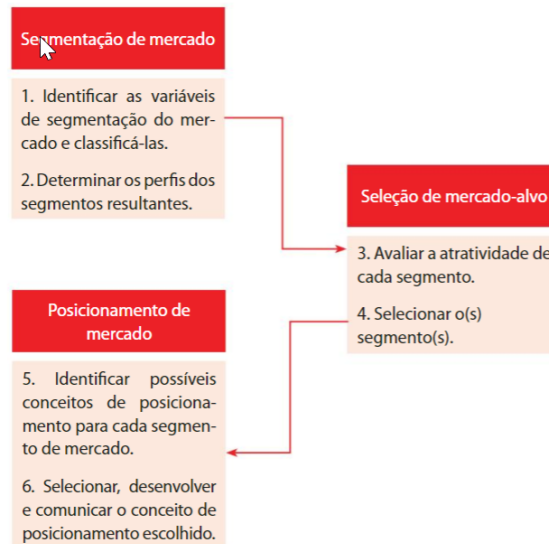 Segmentação de mercado
1. Identificar as variáveis
de segmentação do mer-
cado e classificá-las.
2. Determinar os perfis dos
segmentos resultantes.
Seleção de mercado-alvo
3. Avaliar a atratividade de
cada segmento.
4. Selecionar o(s)
segmento(s).
Posicionamento de
mercado
5. Identificar possíveis
conceitos de posiciona-
mento para cada segmen-
to de mercado.
6. Selecionar, desenvolver
e comunicar o conceito de
posicionamento escolhido.